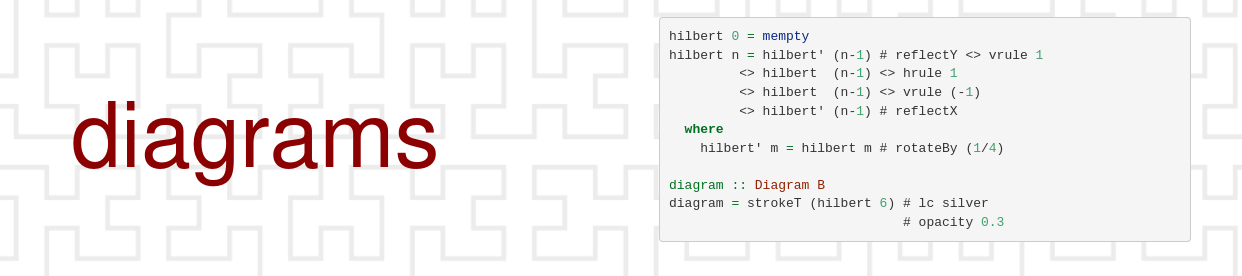 diagrams
hilbert 0 = mempty
hilbert n = hilbert' (n-1) # reflectY <> vrule 1
         <> hilbert  (n-1) <> hrule 1
         <> hilbert  (n-1) <> vrule (-1)
         <> hilbert' (n-1) # reflectX
  where
    hilbert' m = hilbert m # rotateBy (1/4)
diagram :: Diagram B
diagram = strokeT (hilbert 6) # lc silver
                              # opacity 0.3